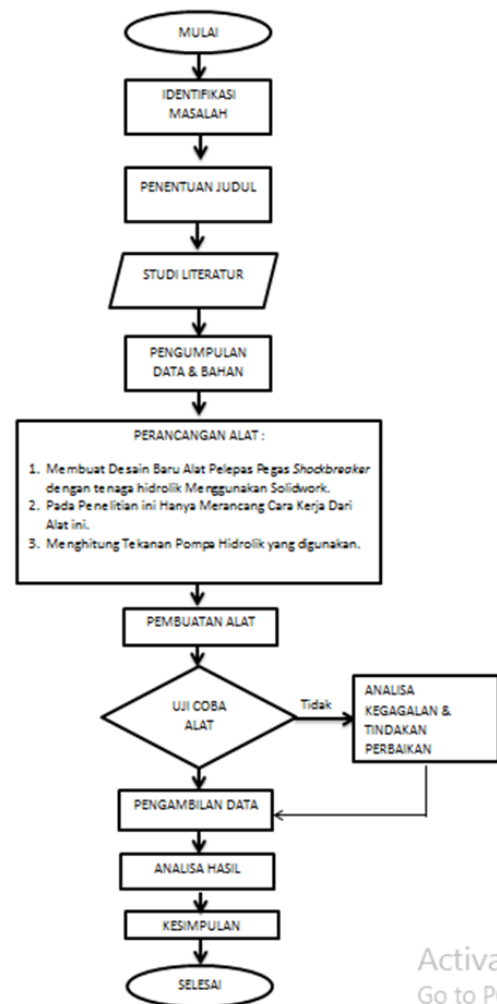 MULAI
IDENTIFIKASI
MASALAH
PENENTUAN JUDUL
STUDI LITERATUR
PENGUMPULAN
DATA & BAHAN
PERANCANGAN ALAT :
1. Membuat Desain Baru Alat Pelepas Pegas Shockbreaker
dengan tenaga hidrolik Menggunakan Solidwork.
2. Pada Penelitian ini Hanya Merancang Cara Kerja Dari
Alat ini.
3. Menghitung Tekanan Pompa Hidrolik yang digunakan.
PEMBUATAN ALAT
UJI COBA
ALAT
Tidak
ANALISA
KEGAGALAN &
TINDAKAN
PERBAIKAN
PENGAMBILAN DATA
ANALISA HASIL
KESIMPULAN
SELESAI
Activa
Go to P